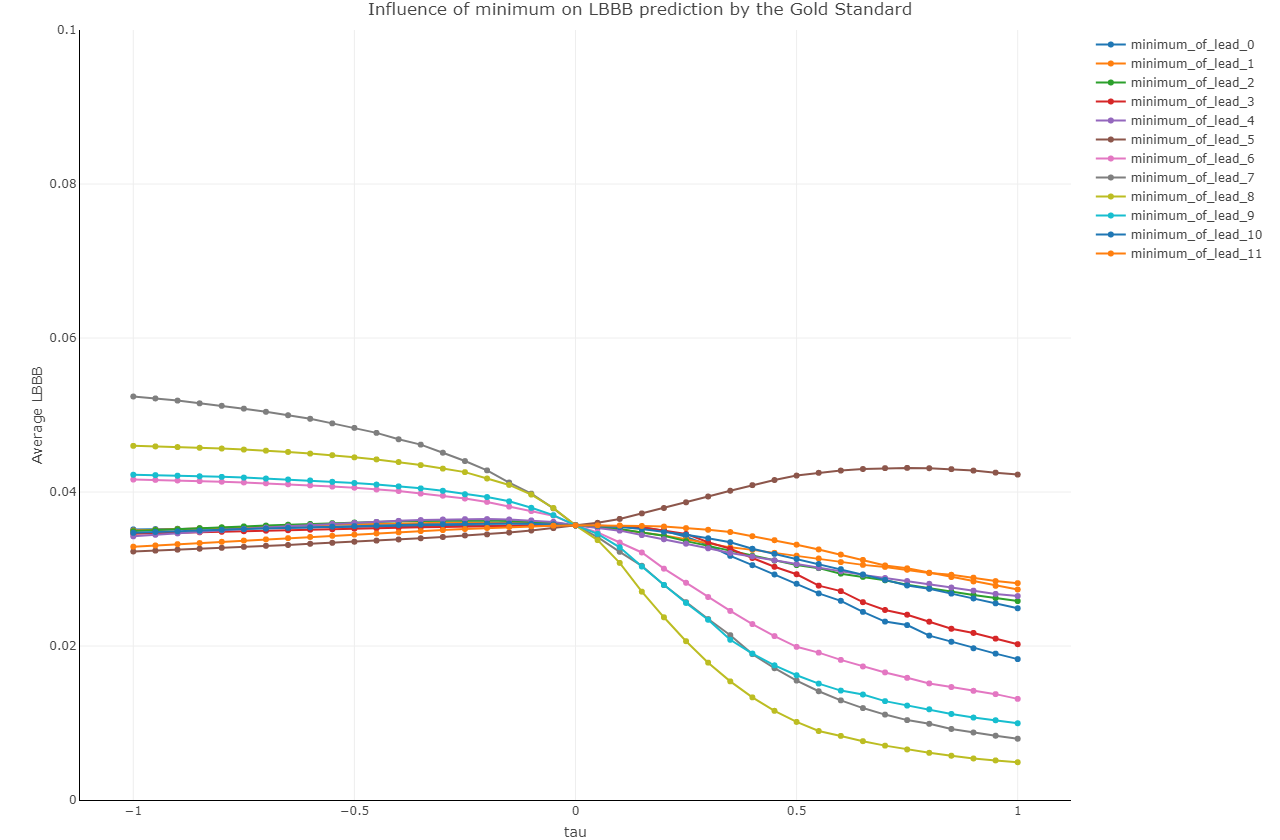 Influence of minimum on LBBB prediction by the Gold Standard
0.1
0.08
0.06
0.04
0.02
0
Average LBBB
−1
−0.5
0
0.5
1
tau
minimum_of_lead_0
minimum_of_lead_1
minimum_of_lead_2
minimum_of_lead_3
minimum_of_lead_4
minimum_of_lead_5
minimum_of_lead_6
minimum_of_lead_7
minimum_of_lead_8
minimum_of_lead_9
minimum_of_lead_10
minimum_of_lead_11